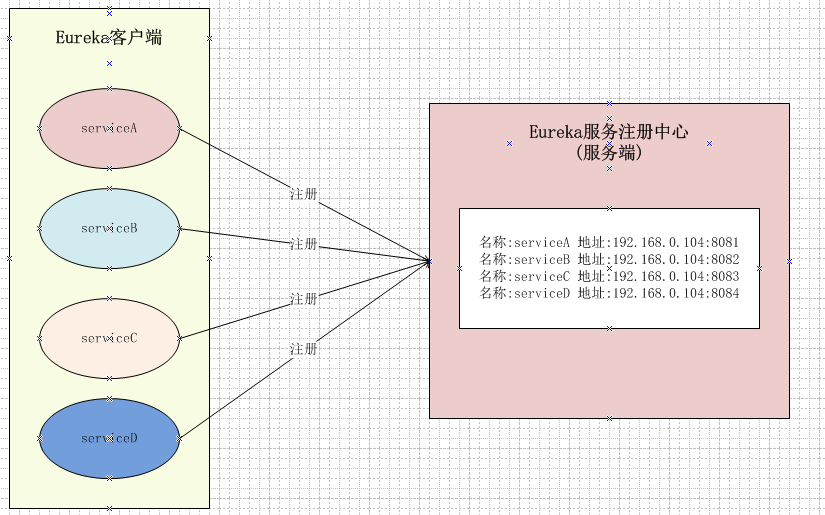 Eureka客户端
serviceA
serviceB
serviceC
serviceD
注册
注册
注册
注册
Eureka服务注册中心
(服务端)
名称:serviceA 地址:192.168.0.104:8081
名称:serviceB 地址:192.168.0.104:8082
名称:serviceC 地址:192.168.0.104:8083
名称:serviceD 地址:192.168.0.104:8084